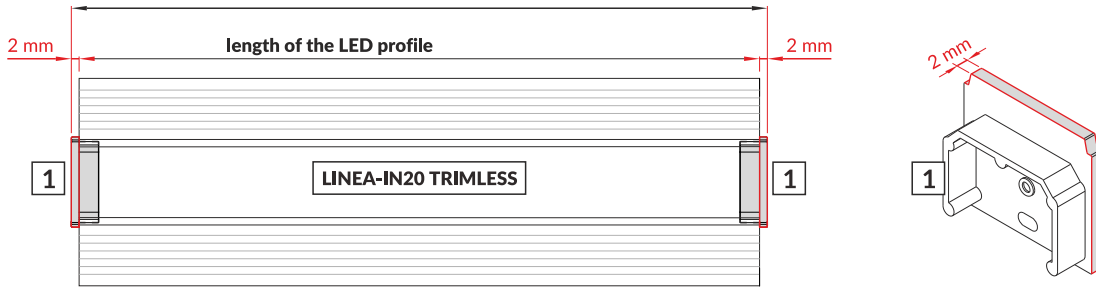 2 mm
length of the LED profile
2 mm
2 mm
1
LINEA-IN20 TRIMLESS
1
1